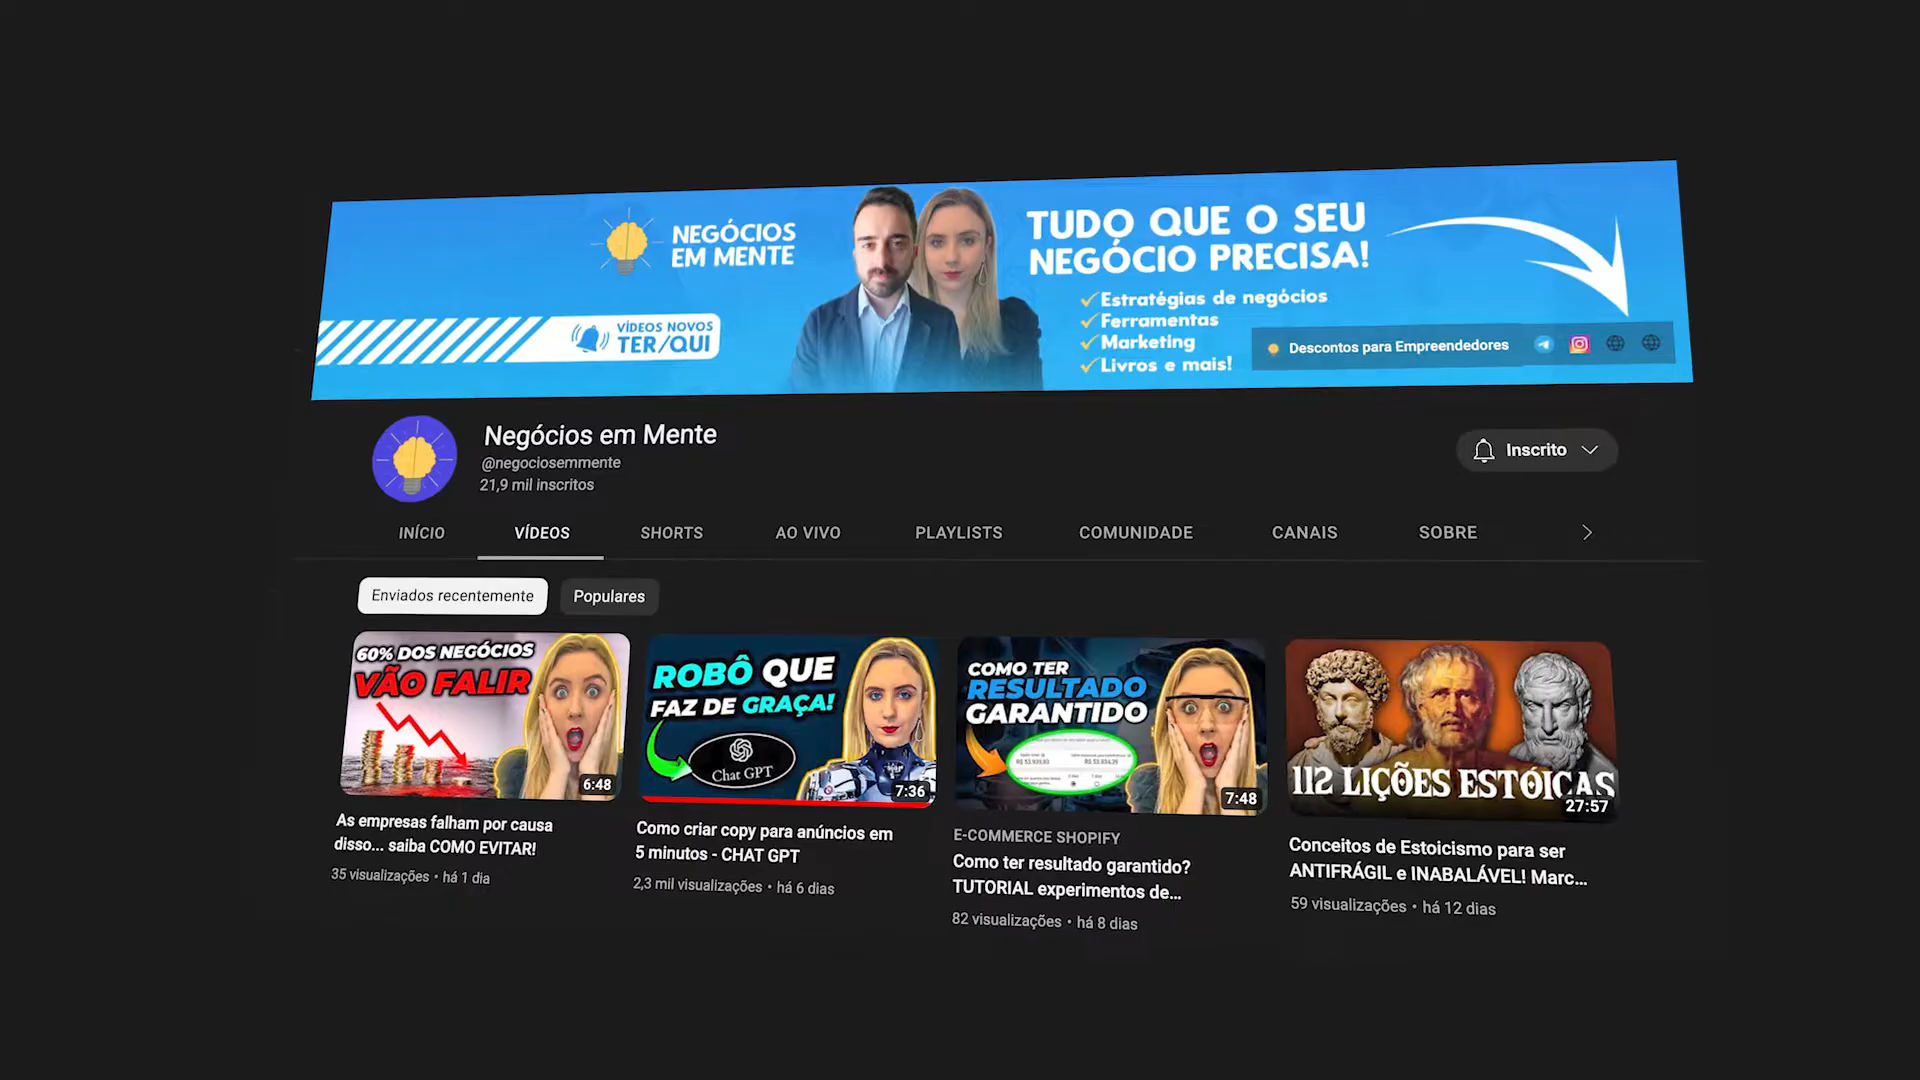 NEGÓCIOS
EM MENTE
VÍDEOS NOVOS
TER/QUI
TUDO QUE O SEU
NEGÓCIO PRECISA!
Estratégias de negócios
Ferramentas
Marketing
Livros e mais!
Descontos para Empreendedores
Negócios em Mente
@negociosemmente
21,9 mil inscritos
Inscrito
INÍCIO VÍDEOS SHORTS AO VIVO PLAYLISTS COMUNIDADE CANAIS SOBRE
Enviados recentemente Populares
60% DOS NEGÓCIOS
VÃO FALIR
6:48
As empresas falham por causa
disso... saiba COMO EVITAR!
35 visualizações • há 1 dia
ROBÔ QUE
FAZ DE GRAÇA!
Chat GPT
7:36
Como criar copy para anúncios em
5 minutos - CHAT GPT
2,3 mil visualizações • há 6 dias
COMO TER
RESULTADO
GARANTIDO
7:48
E-COMMERCE SHOPIFY
Como ter resultado garantido?
TUTORIAL experimentos de...
82 visualizações • há 8 dias
112 LIÇÕES ESTÓICAS
27:57
Conceitos de Estoicismo para ser
ANTIFRÁGIL e INABALÁVEL! Marc...
59 visualizações • há 12 dias